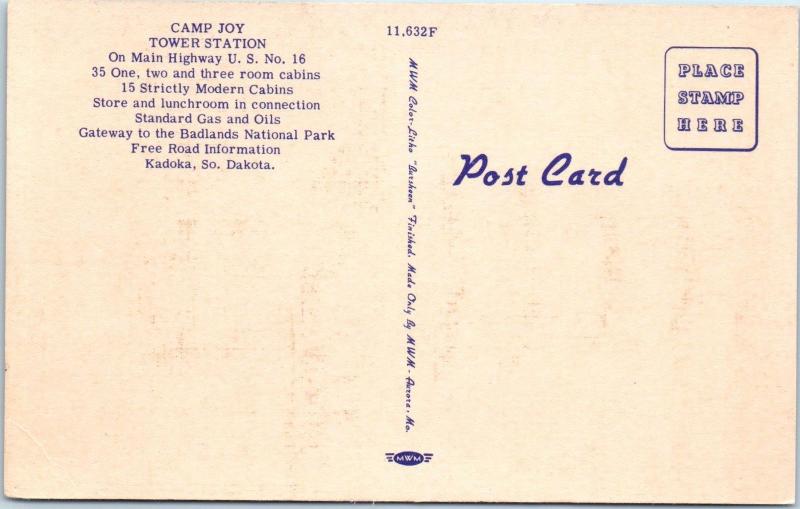 CAMP JOY
TOWER STATION
On Main Highway U. S. No. 16
35 One, two and three room cabins
15 Strictly Modern Cabins
Store and lunchroom in connection
Standard Gas and Oils
Gateway to the Badlands National Park
Free Road Information
Kadoka, So. Dakota.
11,632F
MWM Color-Litho "Dursheen" Finished. Made Only By MWM - Aurora, Mo.
MWM
PLACE
STAMP
HERE
Post Card